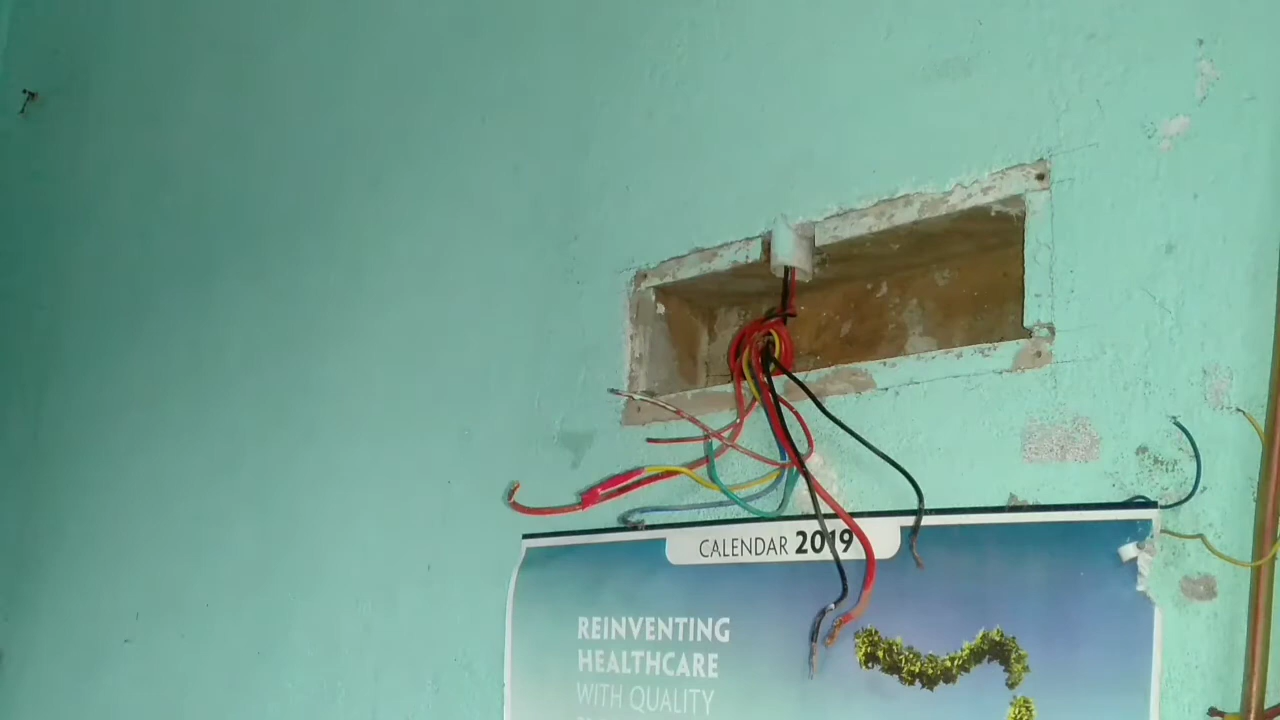 CALENDAR 2019
REINVENTING
HEALTHCARE
WITH QUALITY